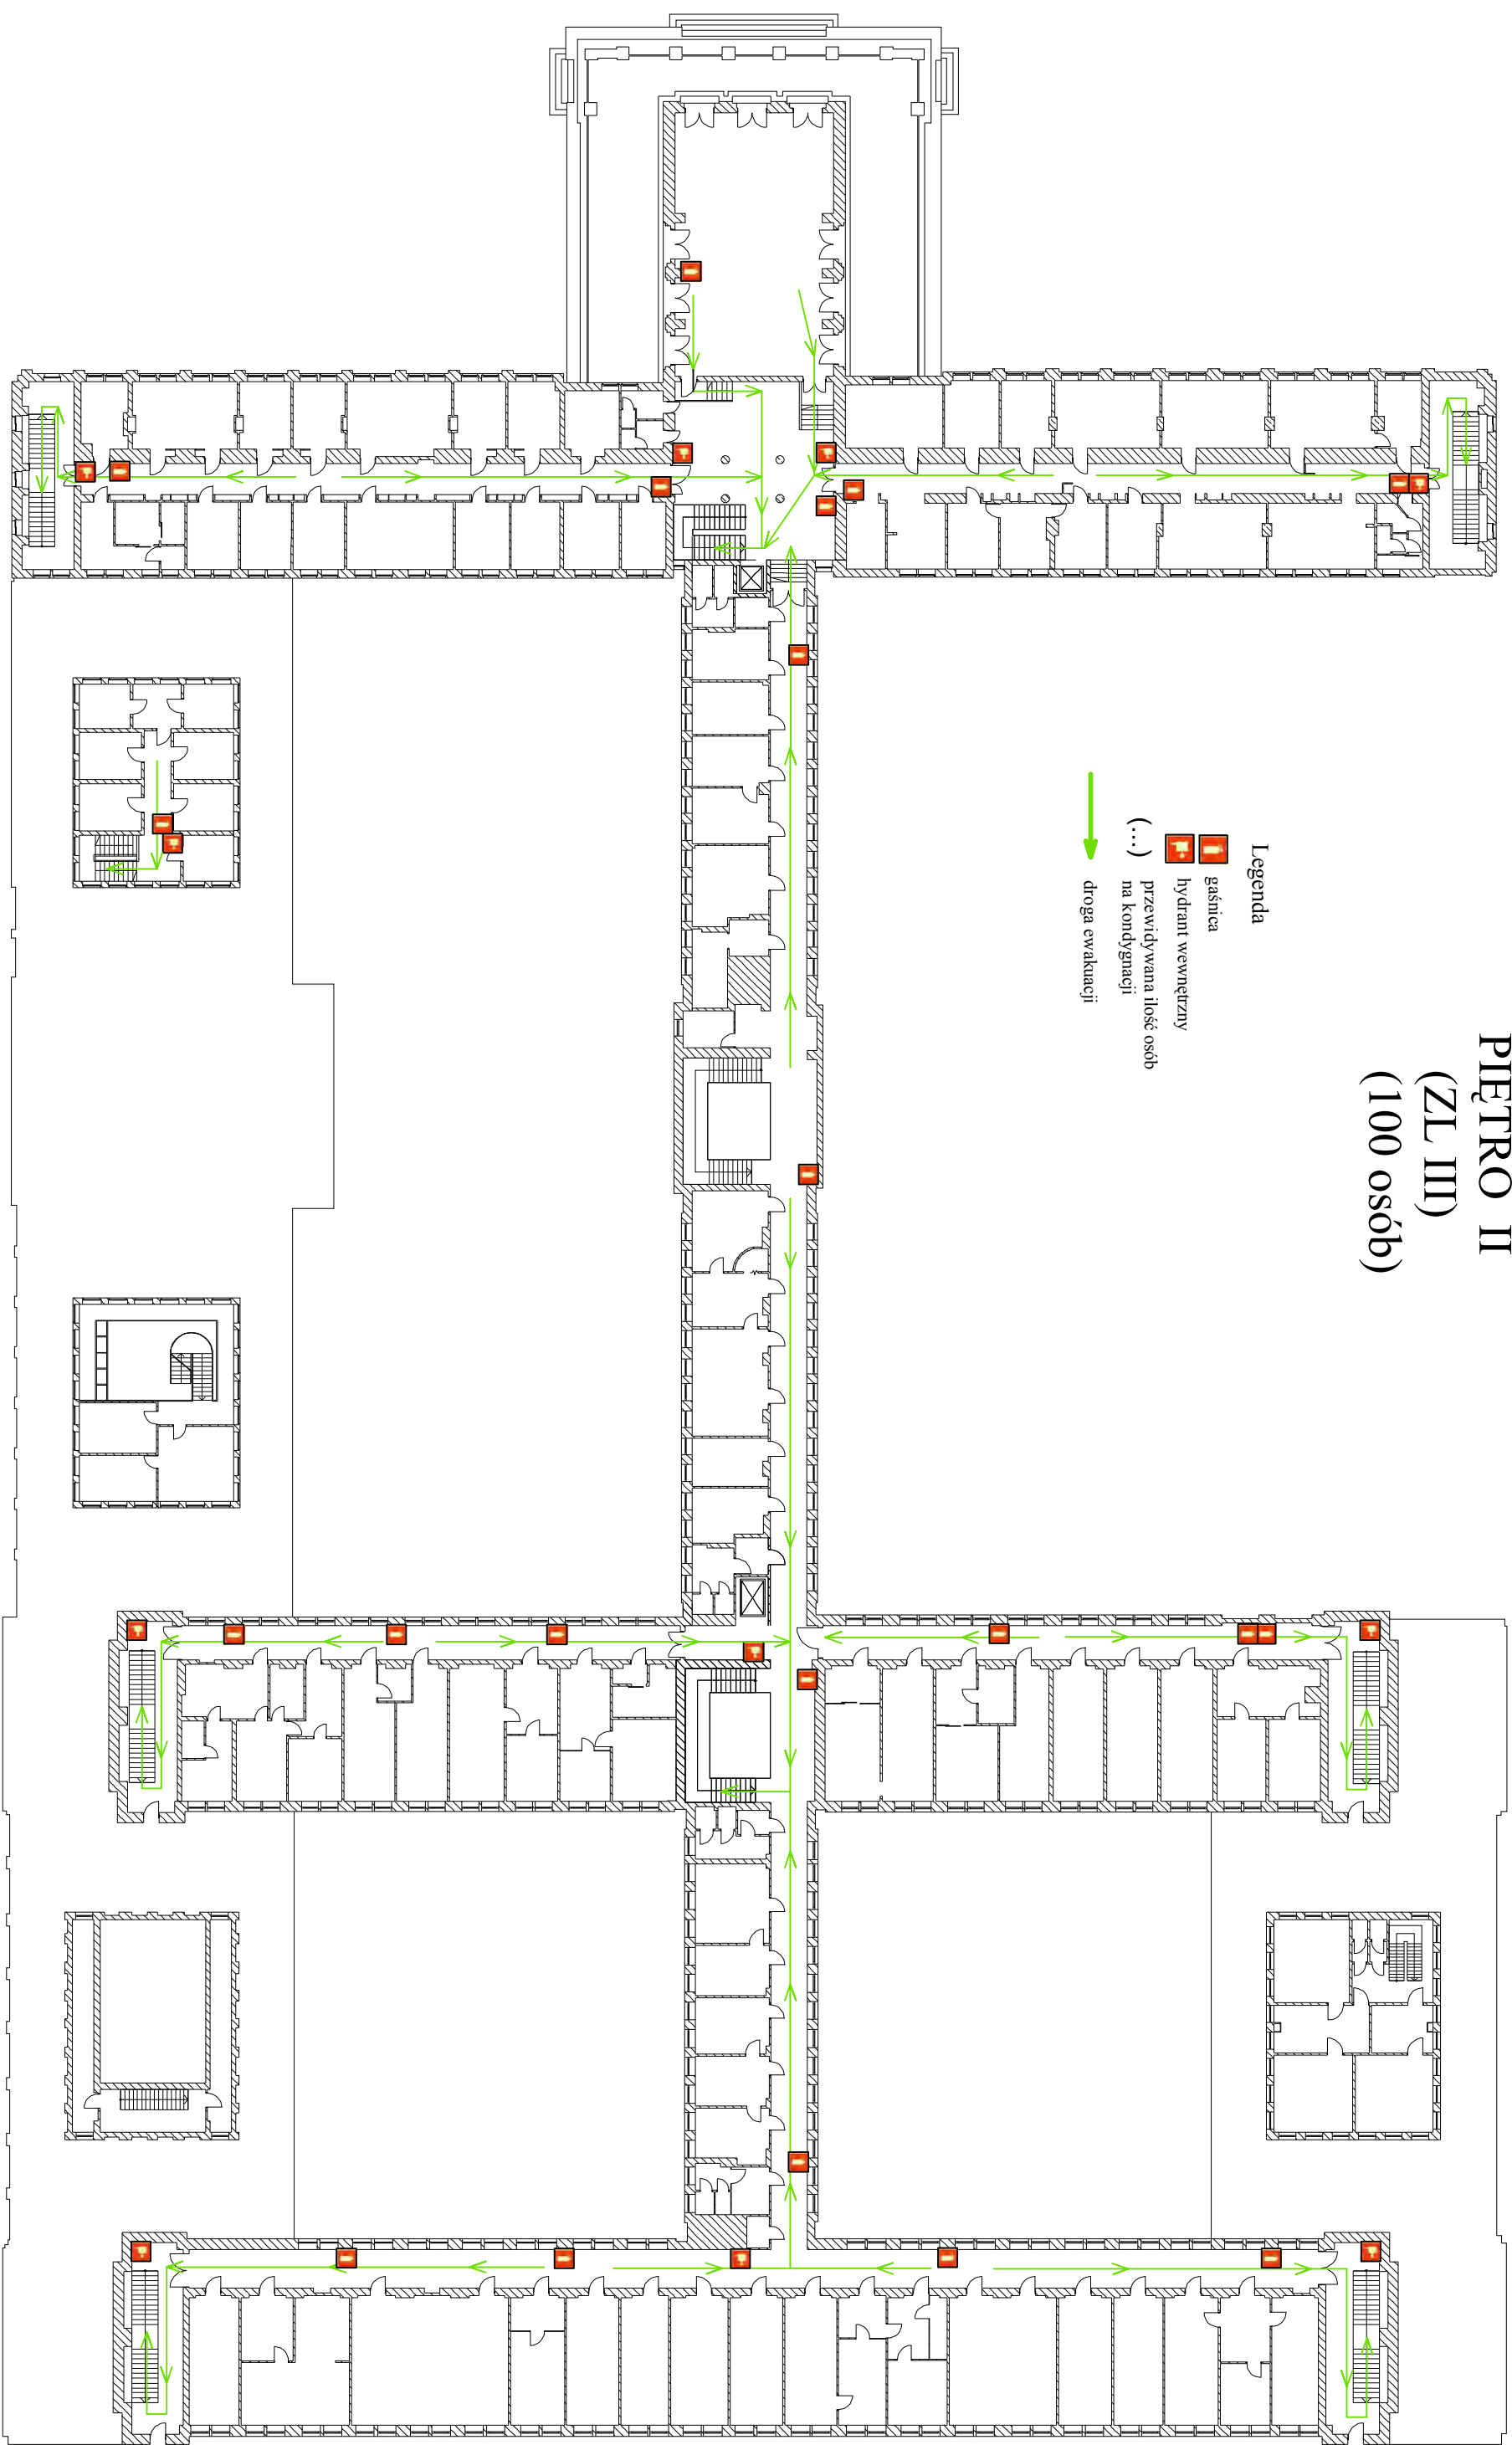 PIĘTRO II
(ZL III)
(100 osób)
Legenda
gaśnica
hydrant wewnętrzny
(...)
przewidywana ilość osób
na kondygnacji
droga ewakuacji